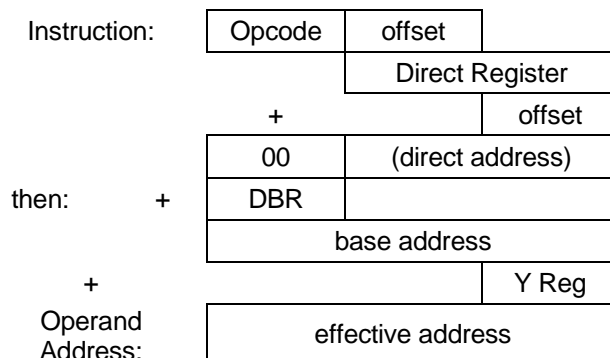 Instruction: Opcode offset
Direct Register
+ offset
00 (direct address)
then: + DBR
base address
+ Y Reg
Operand
Address: effective address